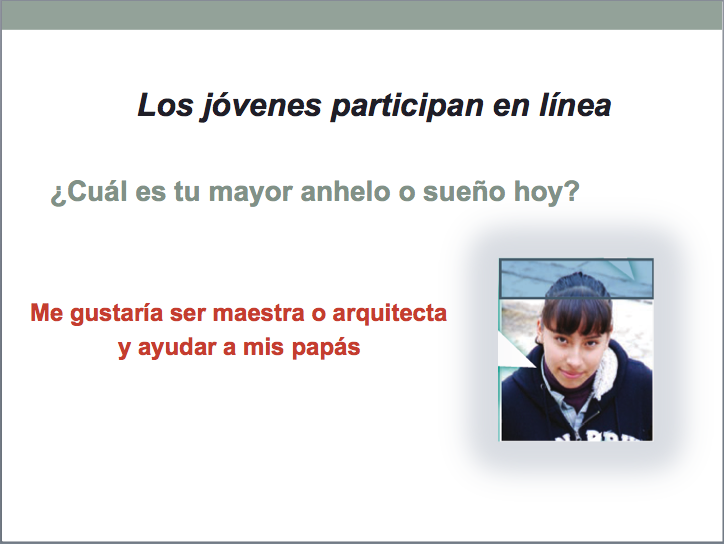 Los jóvenes participan en línea
¿Cuál es tu mayor anhelo o sueño hoy?
Me gustaría ser maestra o arquitecta
y ayudar a mis papás